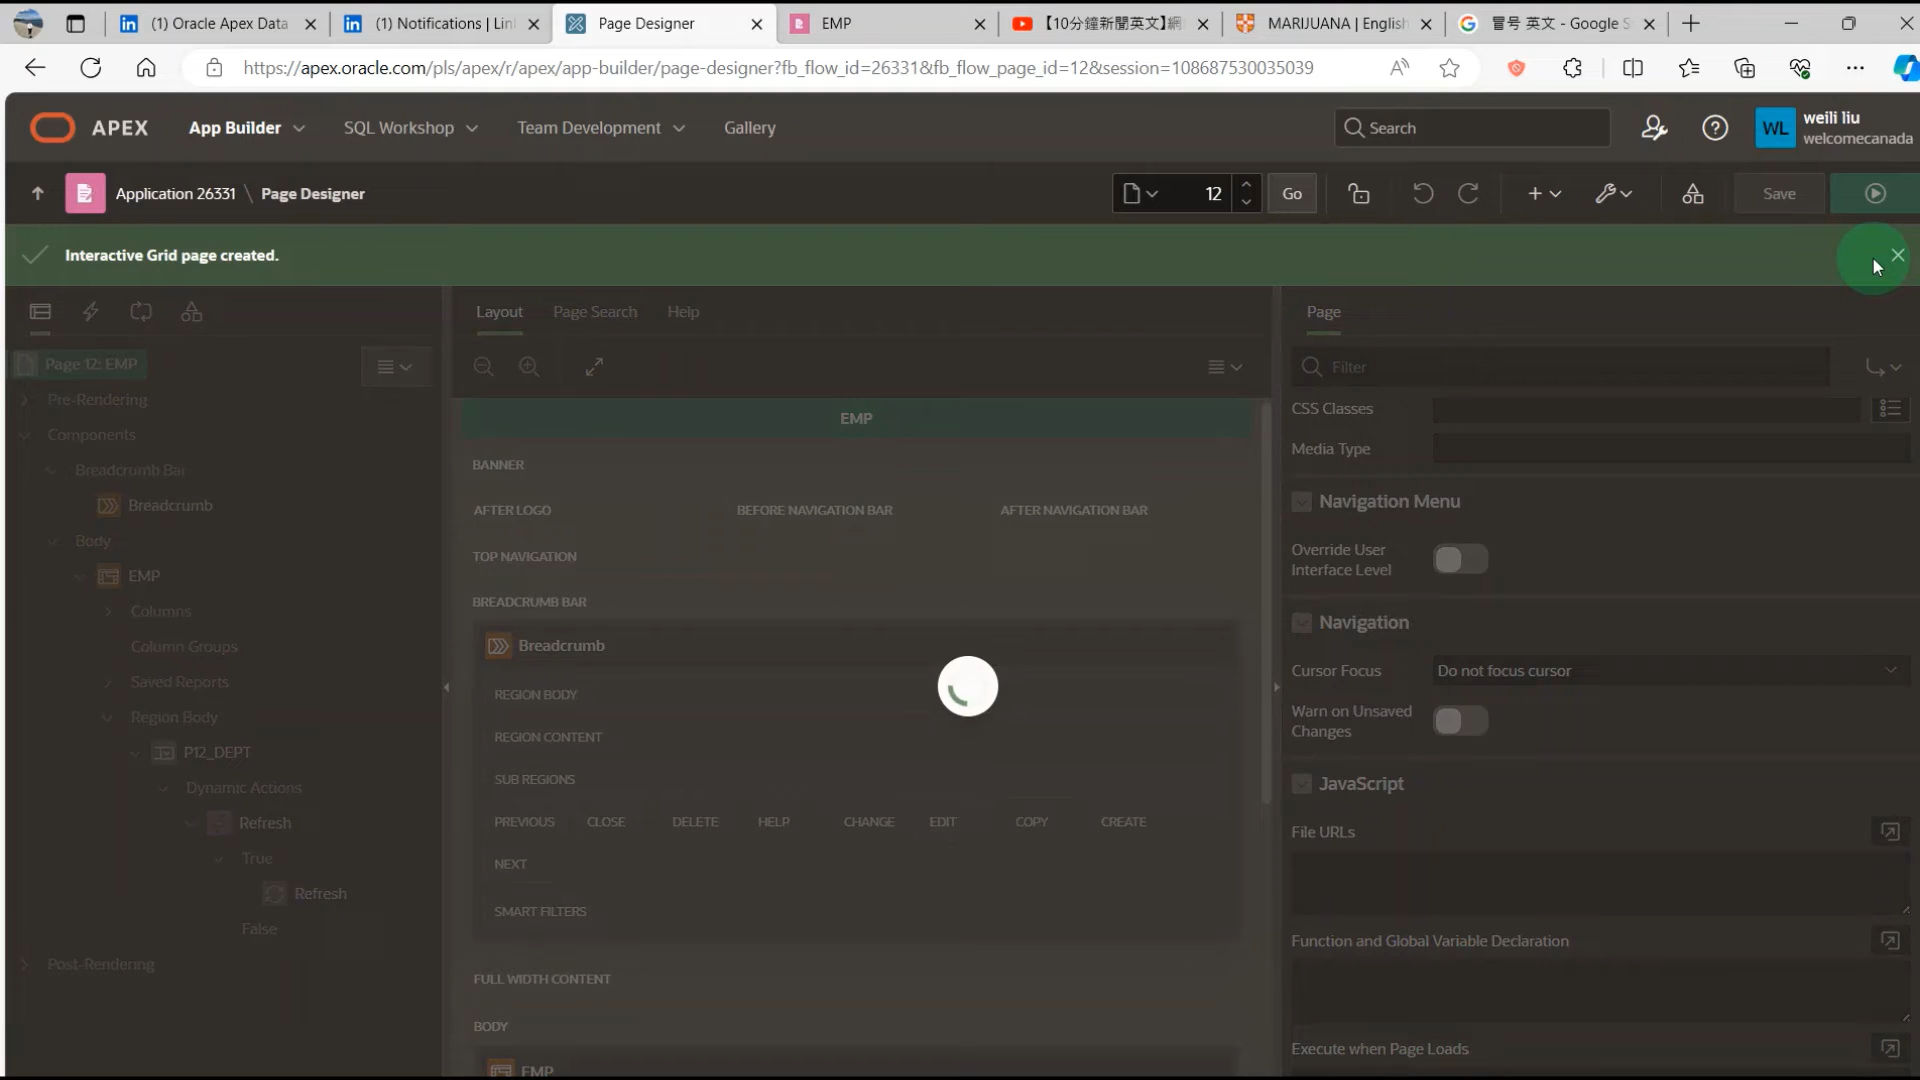 (1) Oracle Apex Data
(1) Notifications | Lin
Page Designer
EMP
【10分鐘新聞英文】網
MARIJUANA | English
冒号 英文 - Google S
https://apex.oracle.com/pls/apex/r/apex/app-builder/page-designer?fb_flow_id=26331&fb_flow_page_id=12&session=108687530035039
APEX
App Builder
SQL Workshop
Team Development
Gallery
Search
WL
weili liu
welcomecanada
Application 26331 \ Page Designer
12
Go
Save
Interactive Grid page created.
Layout
Page Search
Help
Page
Page 12: EMP
Filter
Pre-Rendering
Components
Breadcrumb Bar
Breadcrumb
Body
EMP
Columns
Column Groups
Saved Reports
Region Body
P12_DEPT
Dynamic Actions
Refresh
True
Refresh
False
Post-Rendering
EMP
BANNER
AFTER LOGO
BEFORE NAVIGATION BAR
AFTER NAVIGATION BAR
TOP NAVIGATION
BREADCRUMB BAR
Breadcrumb
REGION BODY
REGION CONTENT
SUB REGIONS
PREVIOUS
CLOSE
DELETE
HELP
CHANGE
EDIT
COPY
CREATE
NEXT
SMART FILTERS
FULL WIDTH CONTENT
BODY
EMP
CSS Classes
Media Type
Navigation Menu
Override User
Interface Level
Navigation
Cursor Focus
Do not focus cursor
Warn on Unsaved
Changes
JavaScript
File URLs
Function and Global Variable Declaration
Execute when Page Loads